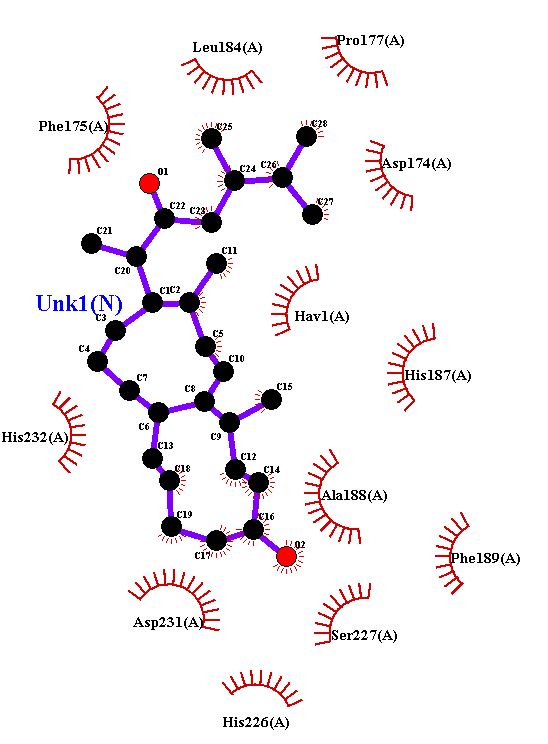 Pro177(A)
Leu184(A)
Phe175(A)
C25
C28
Asp174(A)
O1
C24
C26
C22
C23
C27
C21
C20
C11
C1
C2
Unk1(N)
Hav1(A)
C3
C5
C4
C10
His187(A)
C7
C8
C15
C6
C9
His232(A)
C13
C12
C14
C18
Ala188(A)
C19
C16
C17
O2
Phe189(A)
Asp231(A)
Ser227(A)
His226(A)